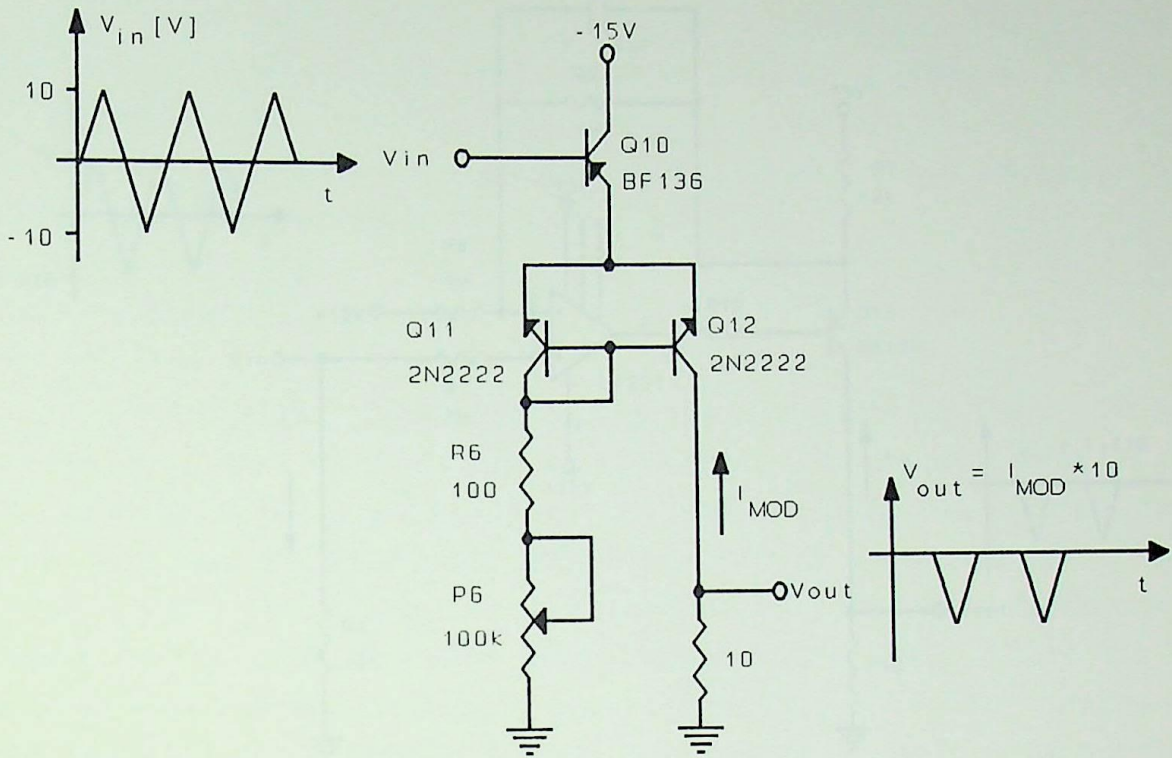 V in [V]
10
-10
t
-15V
Vin
Q10
BF136
Q11
2N2222
Q12
2N2222
R6
100
I MOD
P6
100k
Vout
10
V out = I MOD *10
t